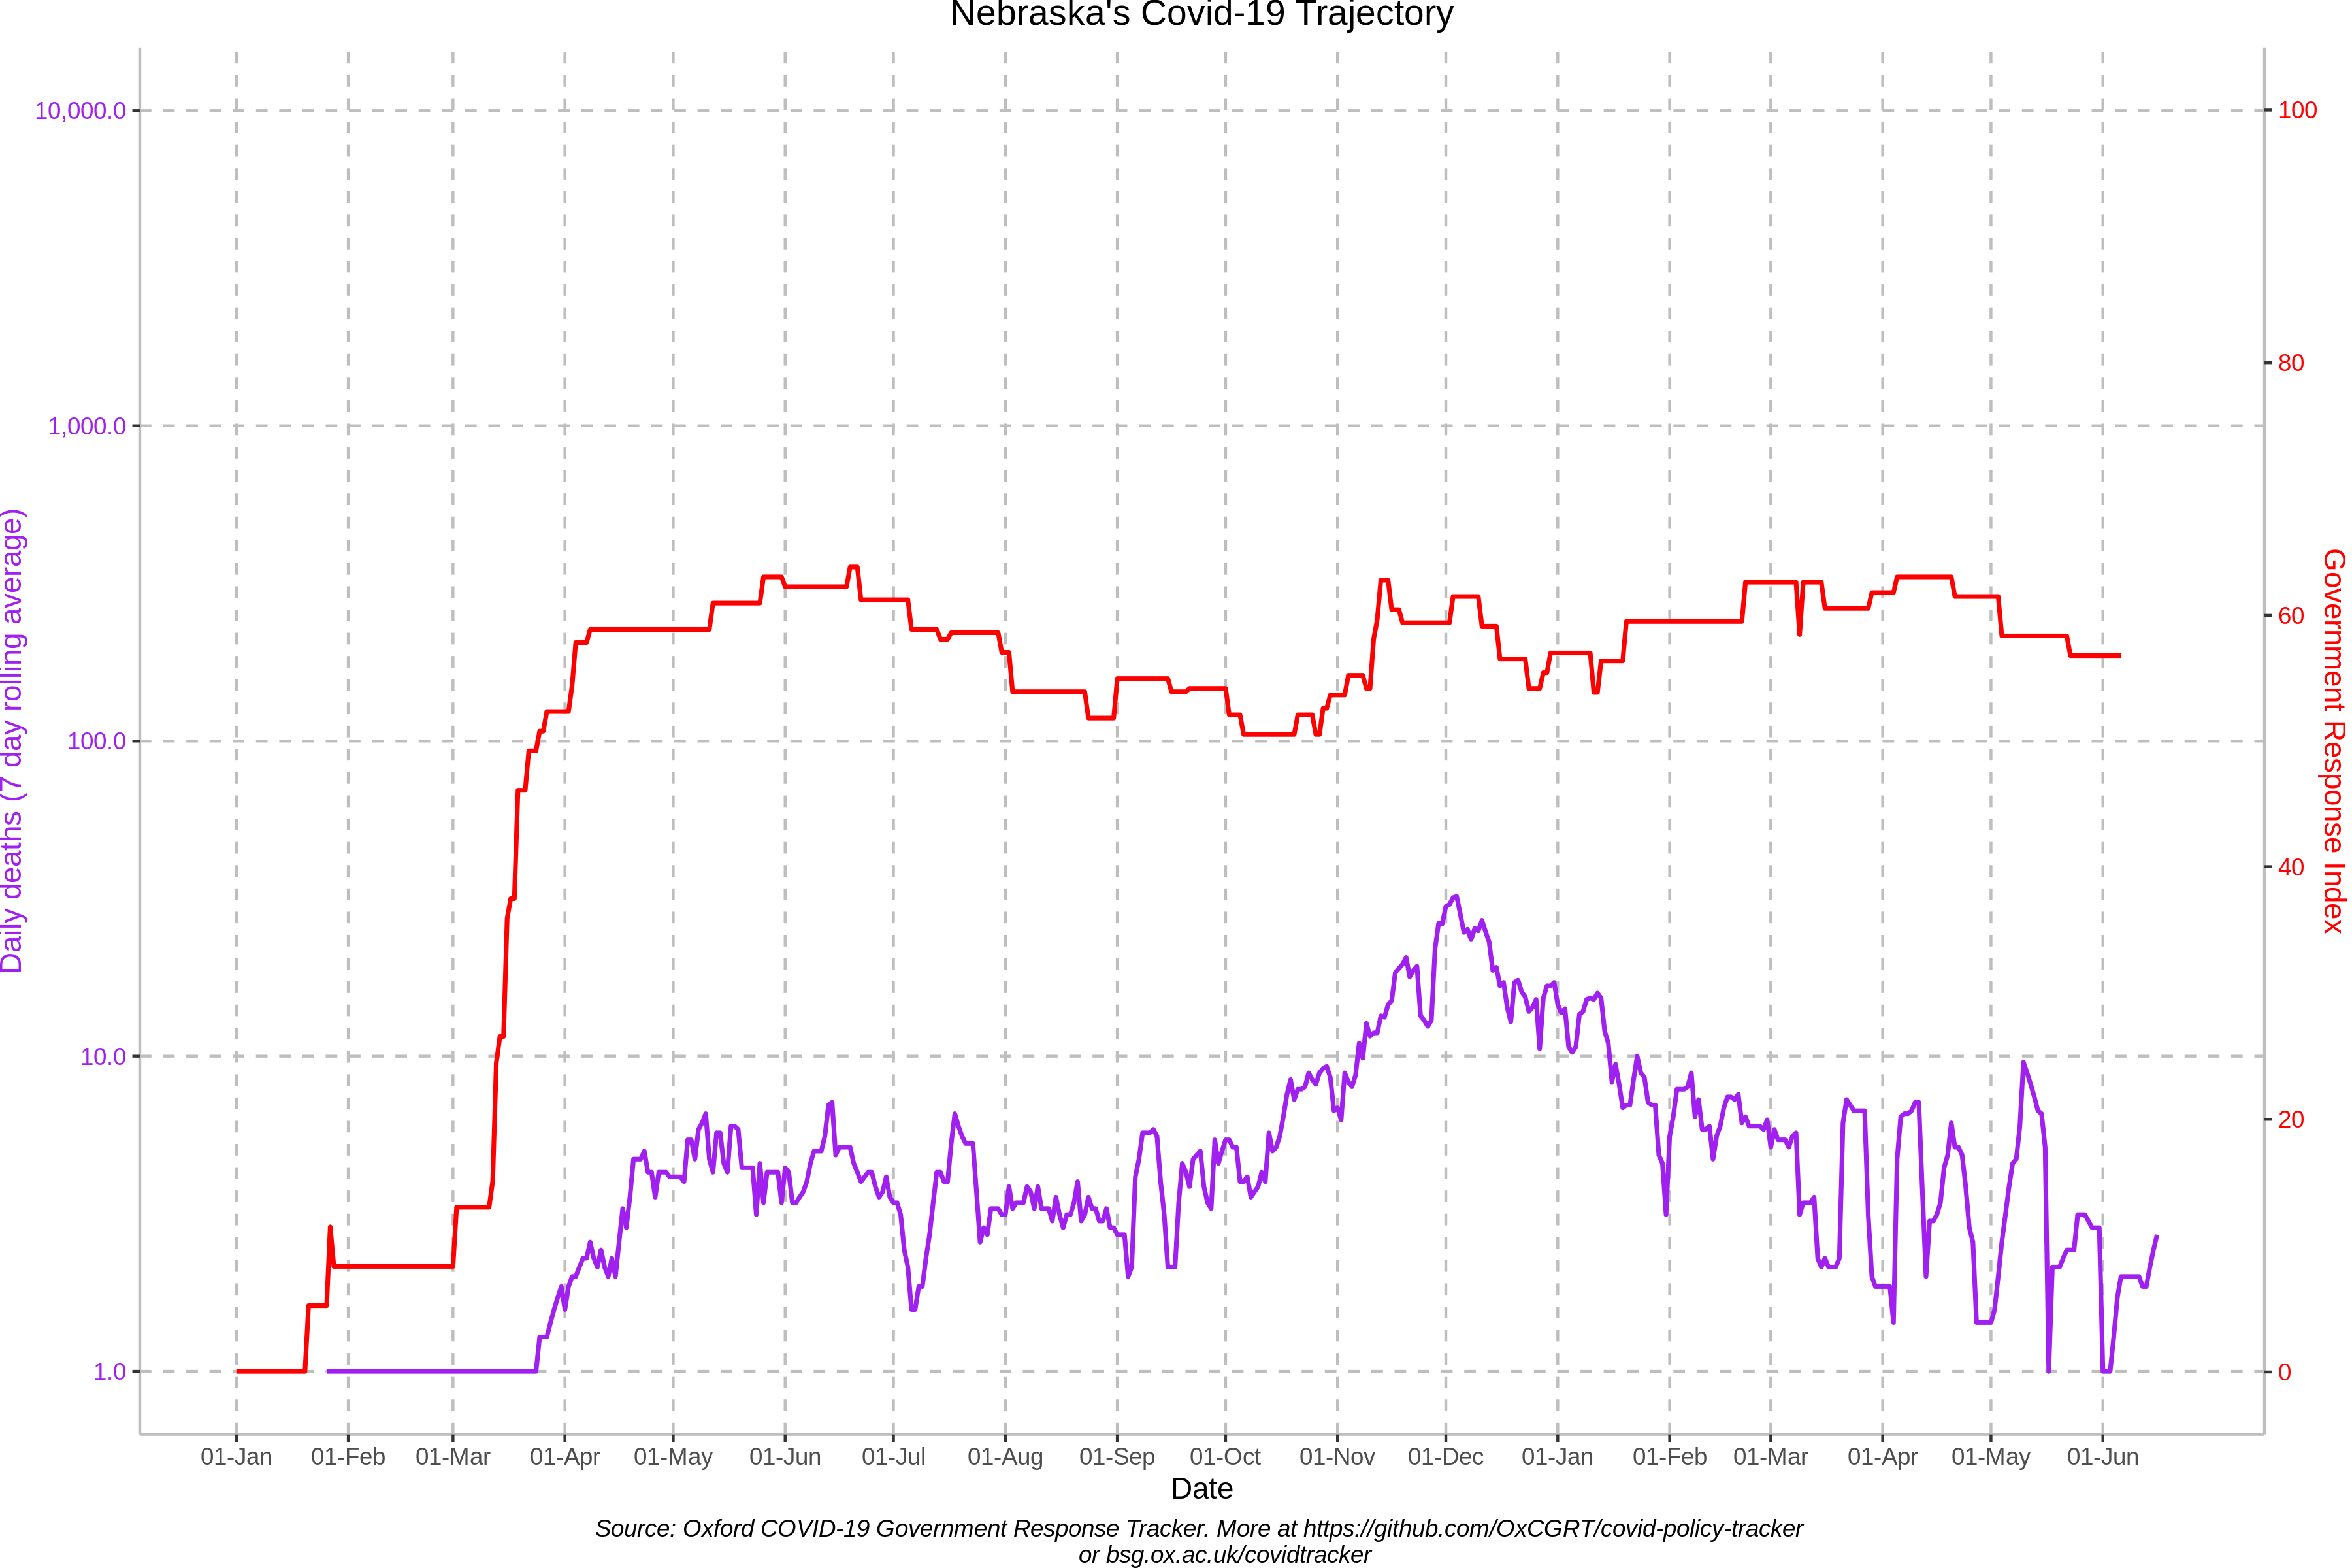 Nebraska's Covid-19 Trajectory
10,000.0
1,000.0
100.0
10.0
1.0
Daily deaths (7 day rolling average)
100
80
60
40
20
0
Government Response Index
01-Jan 01-Feb 01-Mar 01-Apr 01-May 01-Jun 01-Jul 01-Aug 01-Sep 01-Oct 01-Nov 01-Dec 01-Jan 01-Feb 01-Mar 01-Apr 01-May 01-Jun
Date
Source: Oxford COVID-19 Government Response Tracker. More at https://github.com/OxCGRT/covid-policy-tracker
or bsg.ox.ac.uk/covidtracker